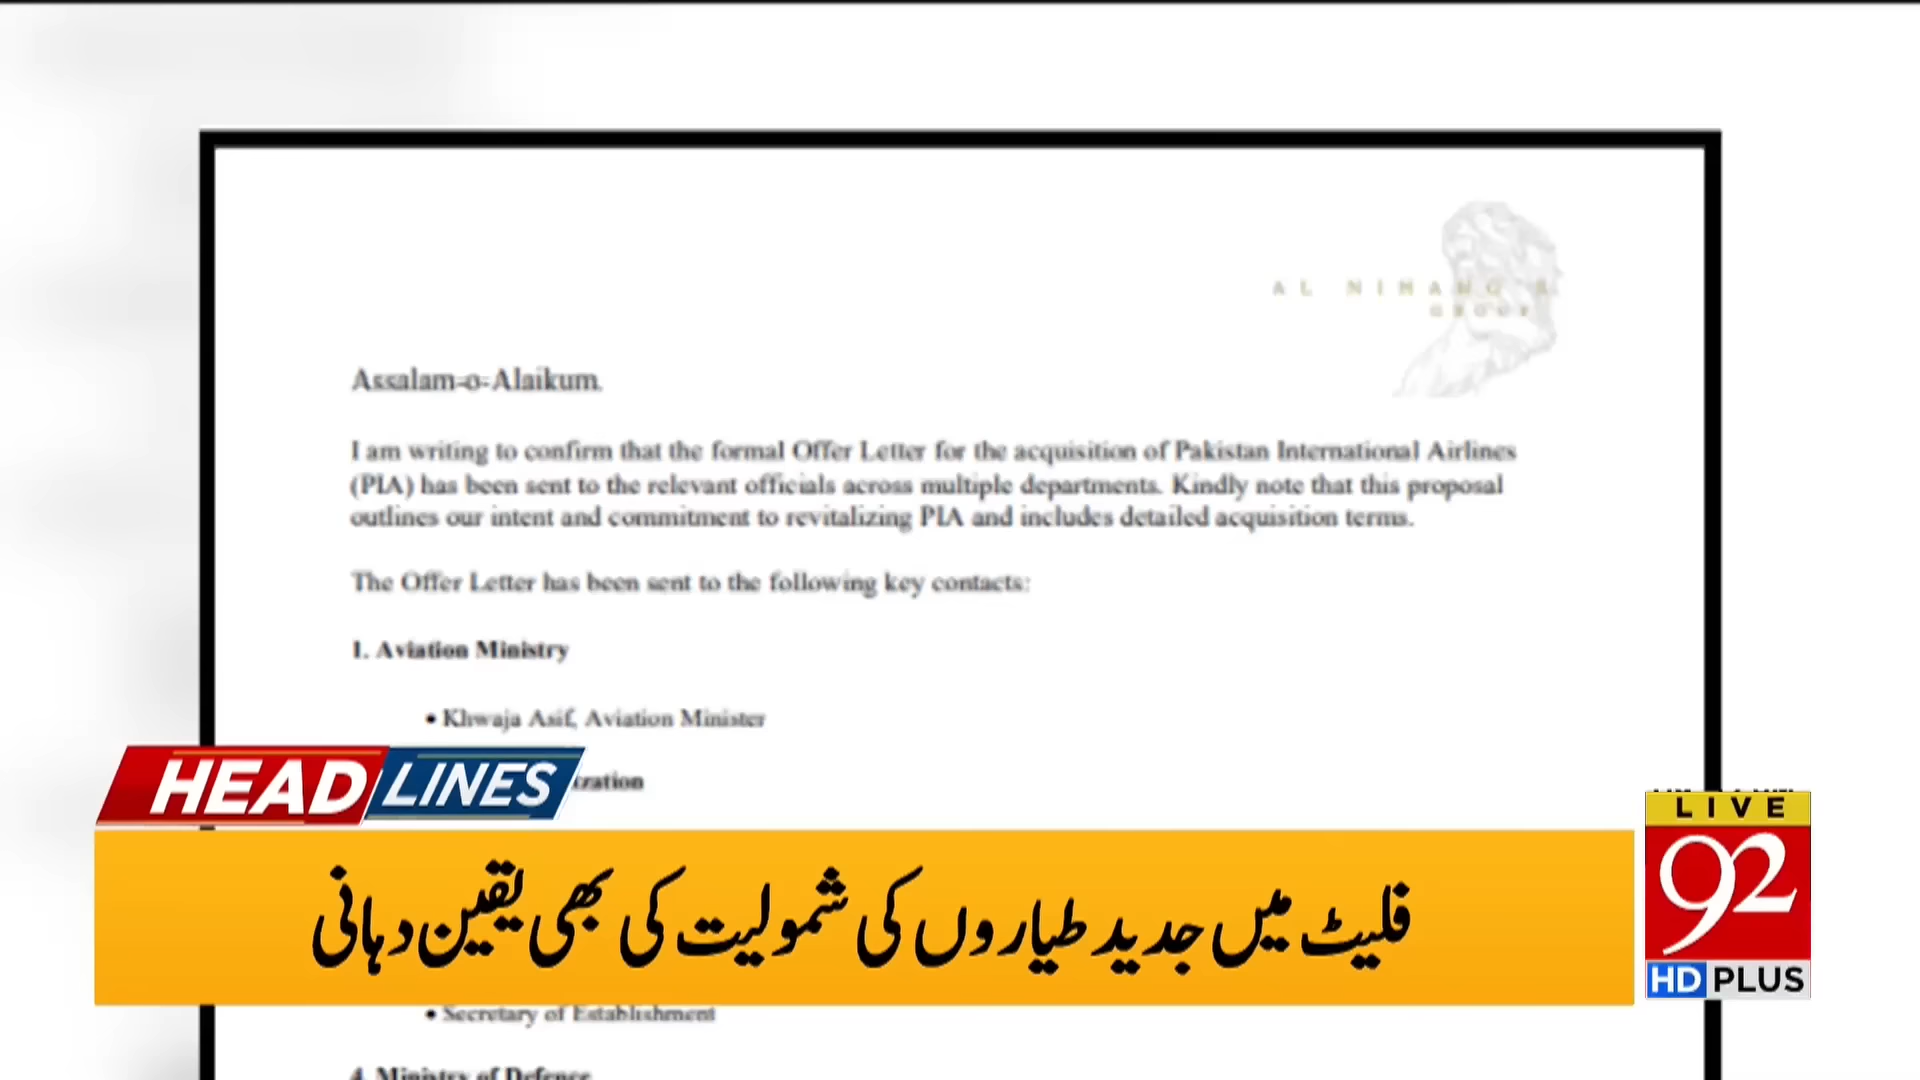 AL NIHANG'S
GROUP
Assalam-o-Alaikum,
I am writing to confirm that the formal Offer Letter for the acquisition of Pakistan International Airlines
(PIA) has been sent to the relevant officials across multiple departments. Kindly note that this proposal
outlines our intent and commitment to revitalizing PIA and includes detailed acquisition terms.
The Offer Letter has been sent to the following key contacts:
1. Aviation Ministry
• Khwaja Asif, Aviation Minister
HEADLINES
فلیٹ میں جدید طیاروں کی شمولیت کی بھی یقین دہانی
LIVE
92
HD PLUS
• Secretary of Establishment
4. Ministry of Defence